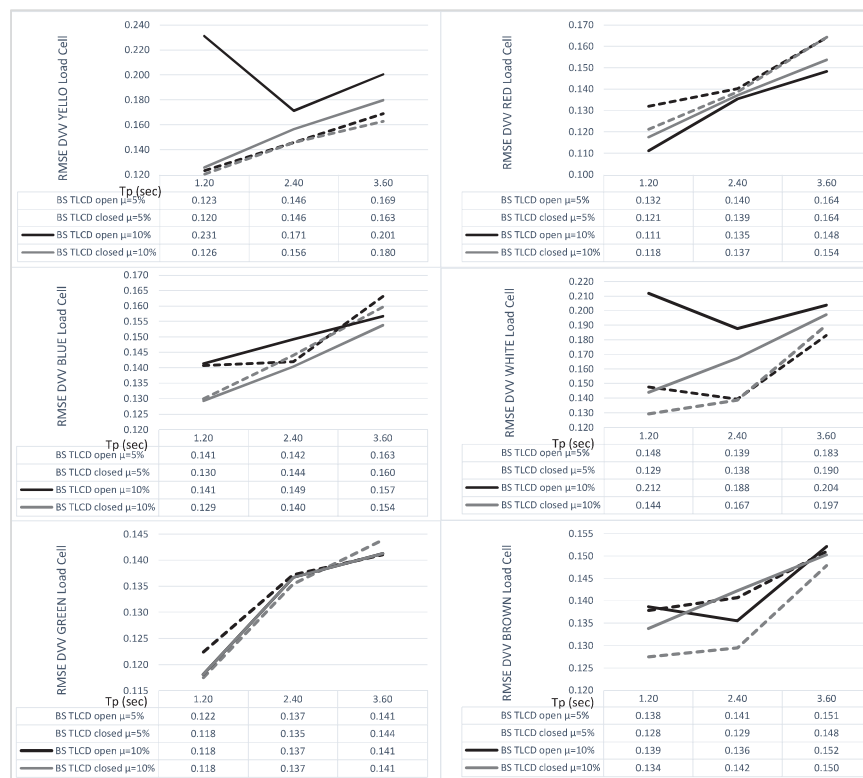 RMSE DVV YELLO Load Cell
0.240
0.220
0.200
0.180
0.160
0.140
0.120
Tp (sec)
1.20 2.40 3.60
BS TLCD open μ=5% 0.123 0.146 0.169
BS TLCD closed μ=5% 0.120 0.146 0.163
BS TLCD open μ=10% 0.231 0.171 0.201
BS TLCD closed μ=10% 0.126 0.156 0.180
RMSE DVV RED Load Cell
0.170
0.160
0.150
0.140
0.130
0.120
0.110
0.100
Tp (sec)
1.20 2.40 3.60
BS TLCD open μ=5% 0.132 0.140 0.164
BS TLCD closed μ=5% 0.121 0.139 0.164
BS TLCD open μ=10% 0.111 0.135 0.148
BS TLCD closed μ=10% 0.118 0.137 0.154
RMSE DVV BLUE Load Cell
0.170
0.165
0.160
0.155
0.150
0.145
0.140
0.135
0.130
0.125
0.120
Tp (sec)
1.20 2.40 3.60
BS TLCD open μ=5% 0.141 0.142 0.163
BS TLCD closed μ=5% 0.130 0.144 0.160
BS TLCD open μ=10% 0.141 0.149 0.157
BS TLCD closed μ=10% 0.129 0.140 0.154
RMSE DVV WHITE Load Cell
0.220
0.210
0.200
0.190
0.180
0.170
0.160
0.150
0.140
0.130
0.120
Tp (sec)
1.20 2.40 3.60
BS TLCD open μ=5% 0.148 0.139 0.183
BS TLCD closed μ=5% 0.129 0.138 0.190
BS TLCD open μ=10% 0.212 0.188 0.204
BS TLCD closed μ=10% 0.144 0.167 0.197
RMSE DVV GREEN Load Cell
0.145
0.140
0.135
0.130
0.125
0.120
0.115
Tp (sec)
1.20 2.40 3.60
BS TLCD open μ=5% 0.122 0.137 0.141
BS TLCD closed μ=5% 0.118 0.135 0.144
BS TLCD open μ=10% 0.118 0.137 0.141
BS TLCD closed μ=10% 0.118 0.137 0.141
RMSE DVV BROWN Load Cell
0.155
0.150
0.145
0.140
0.135
0.130
0.125
0.120
Tp (sec)
1.20 2.40 3.60
BS TLCD open μ=5% 0.138 0.141 0.151
BS TLCD closed μ=5% 0.128 0.129 0.148
BS TLCD open μ=10% 0.139 0.136 0.152
BS TLCD closed μ=10% 0.134 0.142 0.150